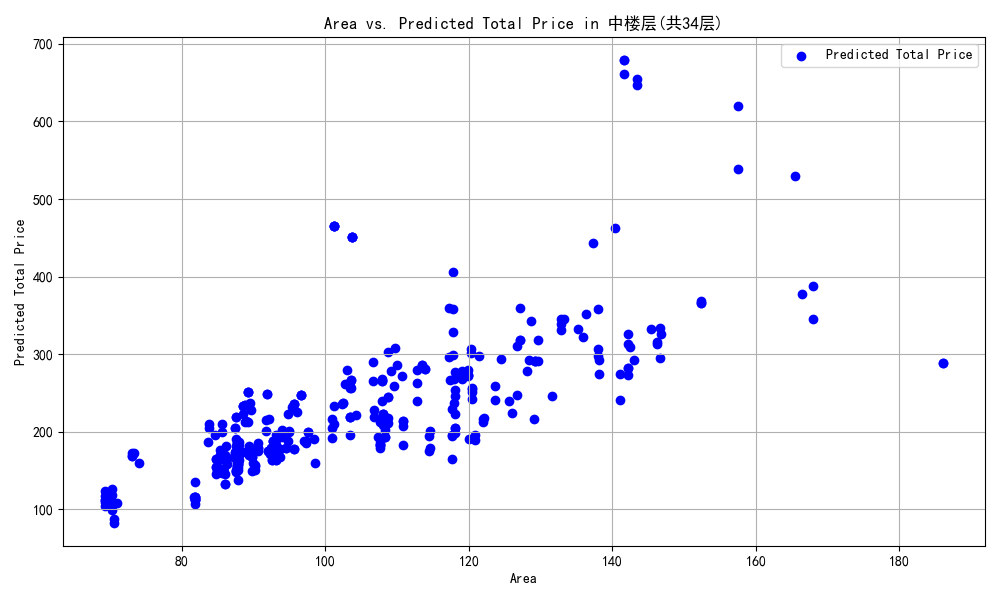 Area vs. Predicted Total Price in 中楼层(共34层)
Predicted Total Price
700
600
500
400
300
200
100
Predicted Total Price
80 100 120 140 160 180
Area